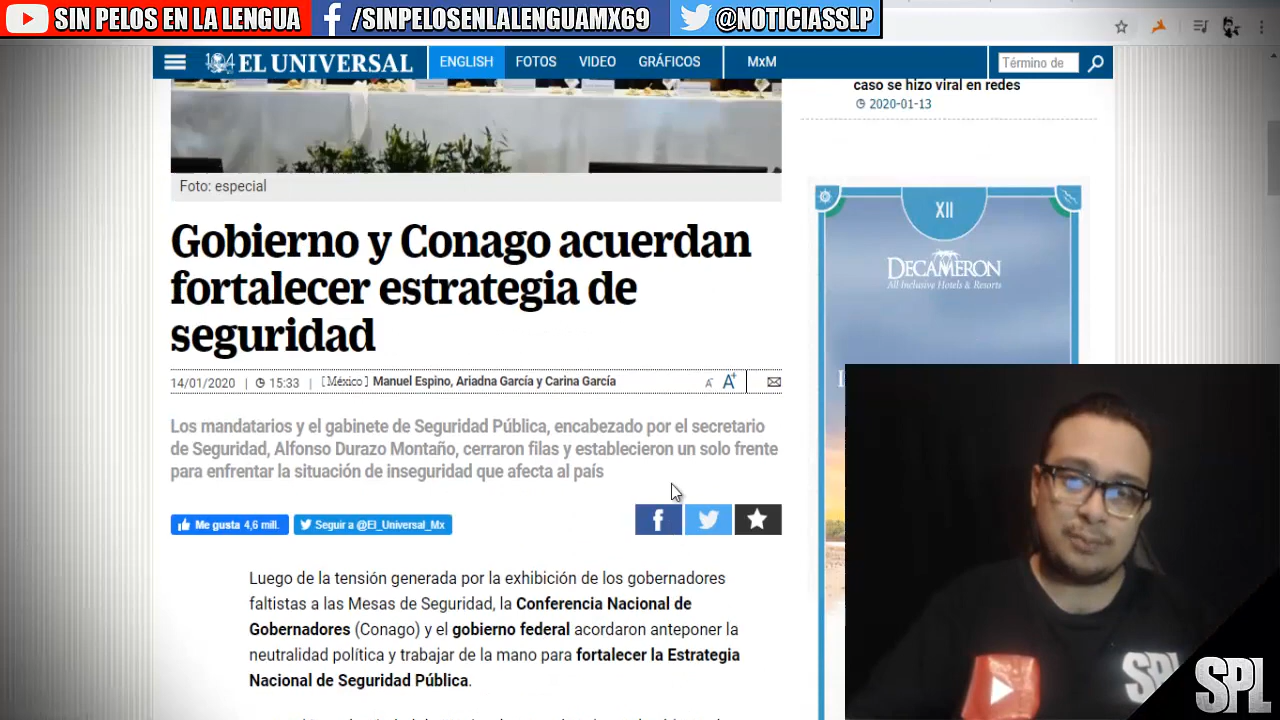 SIN PELOS EN LA LENGUA
/SINPELOSENLALENGUAMX69
@NOTICIASSLP
EL UNIVERSAL
ENGLISH
FOTOS
VIDEO
GRÁFICOS
MxM
Término de
caso se hizo viral en redes
2020-01-13
Foto: especial
XII
DECAMERON
All Inclusive Hotels & Resorts
Gobierno y Conago acuerdan
fortalecer estrategia de
seguridad
14/01/2020 | 15:33 | [México] Manuel Espino, Ariadna García y Carina García
A-
A+
Los mandatarios y el gabinete de Seguridad Pública, encabezado por el secretario
de Seguridad, Alfonso Durazo Montaño, cerraron filas y establecieron un solo frente
para enfrentar la situación de inseguridad que afecta al país
Me gusta 4,6 mill.
Seguir a @El_Universal_Mx
Luego de la tensión generada por la exhibición de los gobernadores
faltistas a las Mesas de Seguridad, la Conferencia Nacional de
Gobernadores (Conago) y el gobierno federal acordaron anteponer la
neutralidad política y trabajar de la mano para fortalecer la Estrategia
Nacional de Seguridad Pública.
SPL
SPL